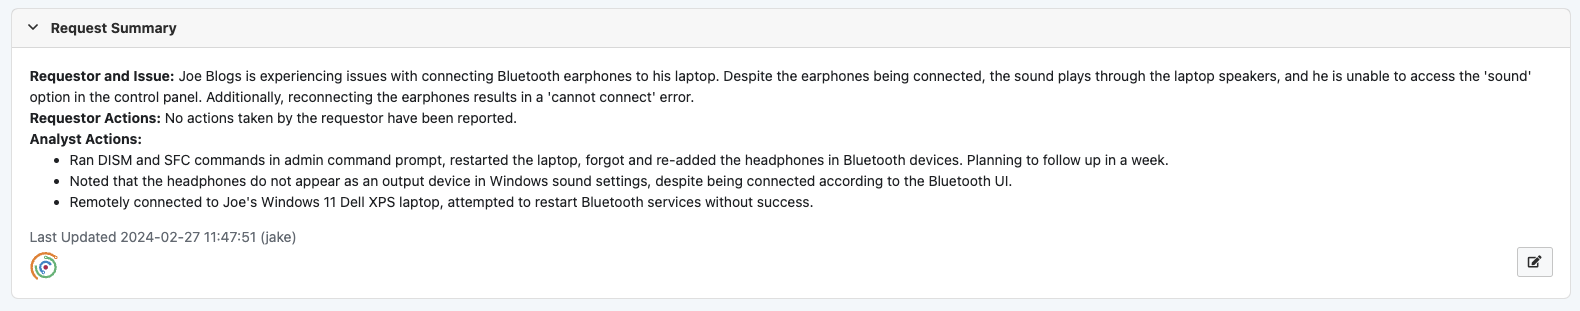 Request Summary
Requestor and Issue: Joe Blogs is experiencing issues with connecting Bluetooth earphones to his laptop. Despite the earphones being connected, the sound plays through the laptop speakers, and he is unable to access the 'sound'
option in the control panel. Additionally, reconnecting the earphones results in a 'cannot connect' error.
Requestor Actions: No actions taken by the requestor have been reported.
Analyst Actions:
• Ran DISM and SFC commands in admin command prompt, restarted the laptop, forgot and re-added the headphones in Bluetooth devices. Planning to follow up in a week.
• Noted that the headphones do not appear as an output device in Windows sound settings, despite being connected according to the Bluetooth UI.
• Remotely connected to Joe's Windows 11 Dell XPS laptop, attempted to restart Bluetooth services without success.
Last Updated 2024-02-27 11:47:51 (jake)